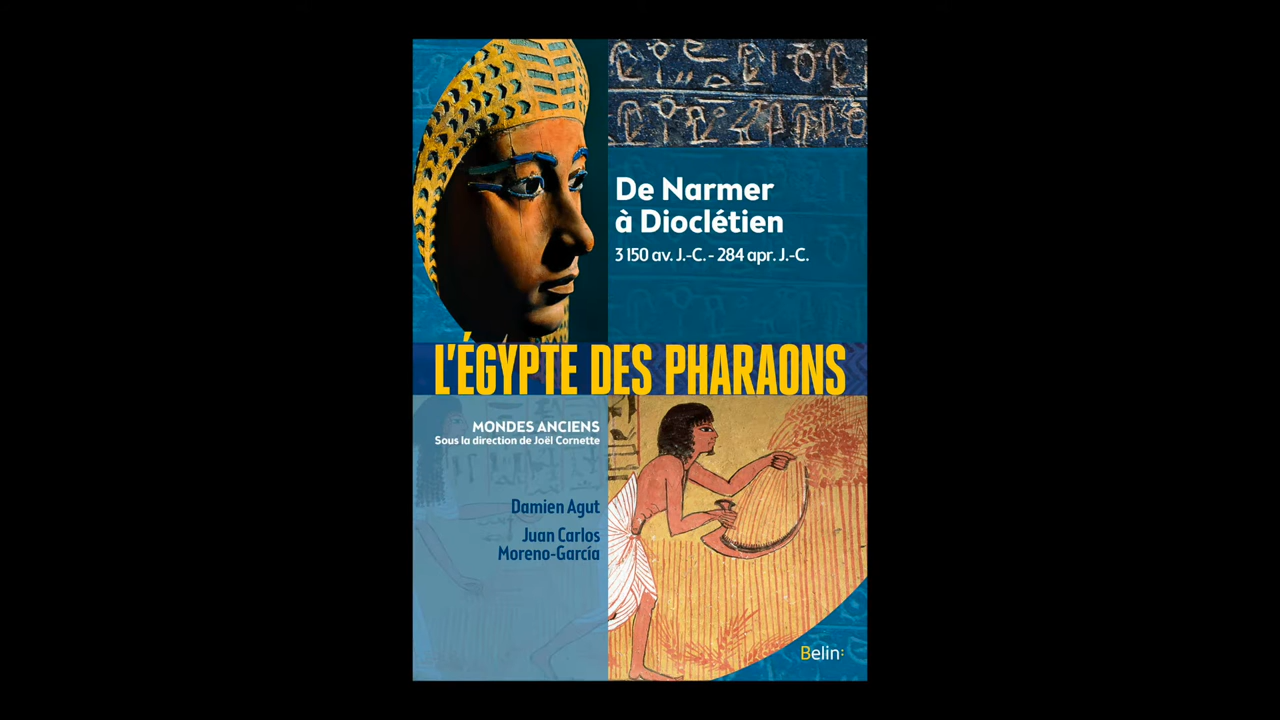 De Narmer
à Dioclétien
3 150 av. J.-C. - 284 apr. J.-C.
L'ÉGYPTE DES PHARAONS
MONDES ANCIENS
Sous la direction de Joël Cornette
Damien Agut
Juan Carlos
Moreno-García
Belin: